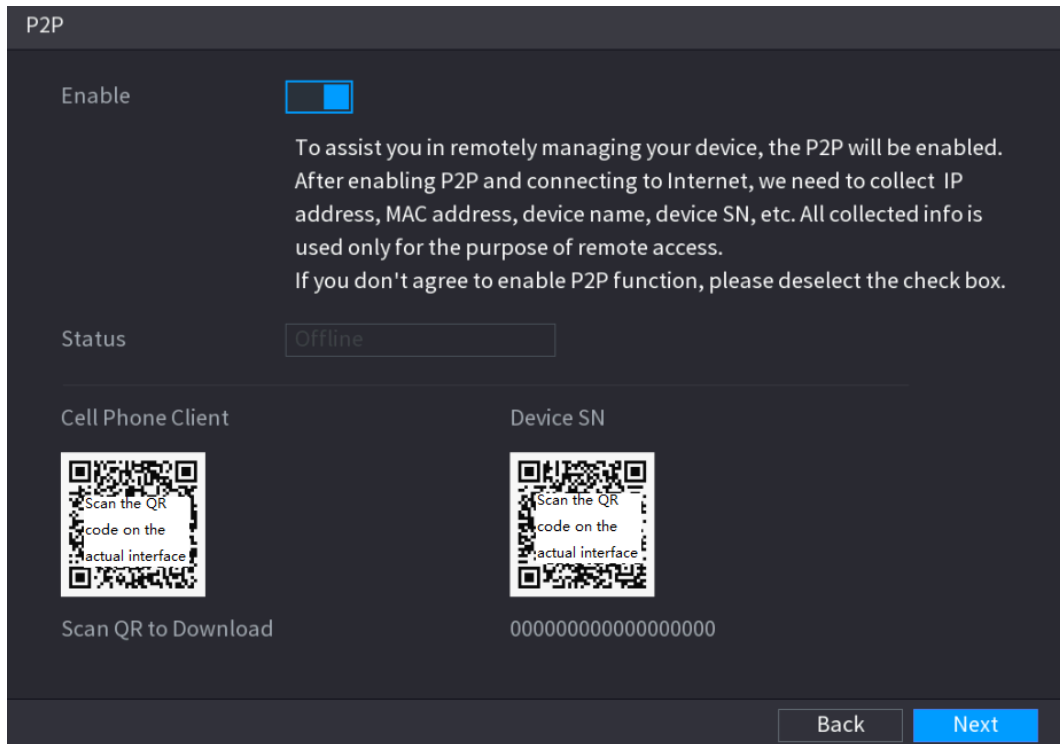 P2P
Enable
To assist you in remotely managing your device, the P2P will be enabled.
After enabling P2P and connecting to Internet, we need to collect IP
address, MAC address, device name, device SN, etc. All collected info is
used only for the purpose of remote access.
If you don't agree to enable P2P function, please deselect the check box.
Status
Offline
Cell Phone Client
Device SN
Scan the QR
code on the
actual interface
Scan the QR
code on the
actual interface
Scan QR to Download
000000000000000000
Back
Next